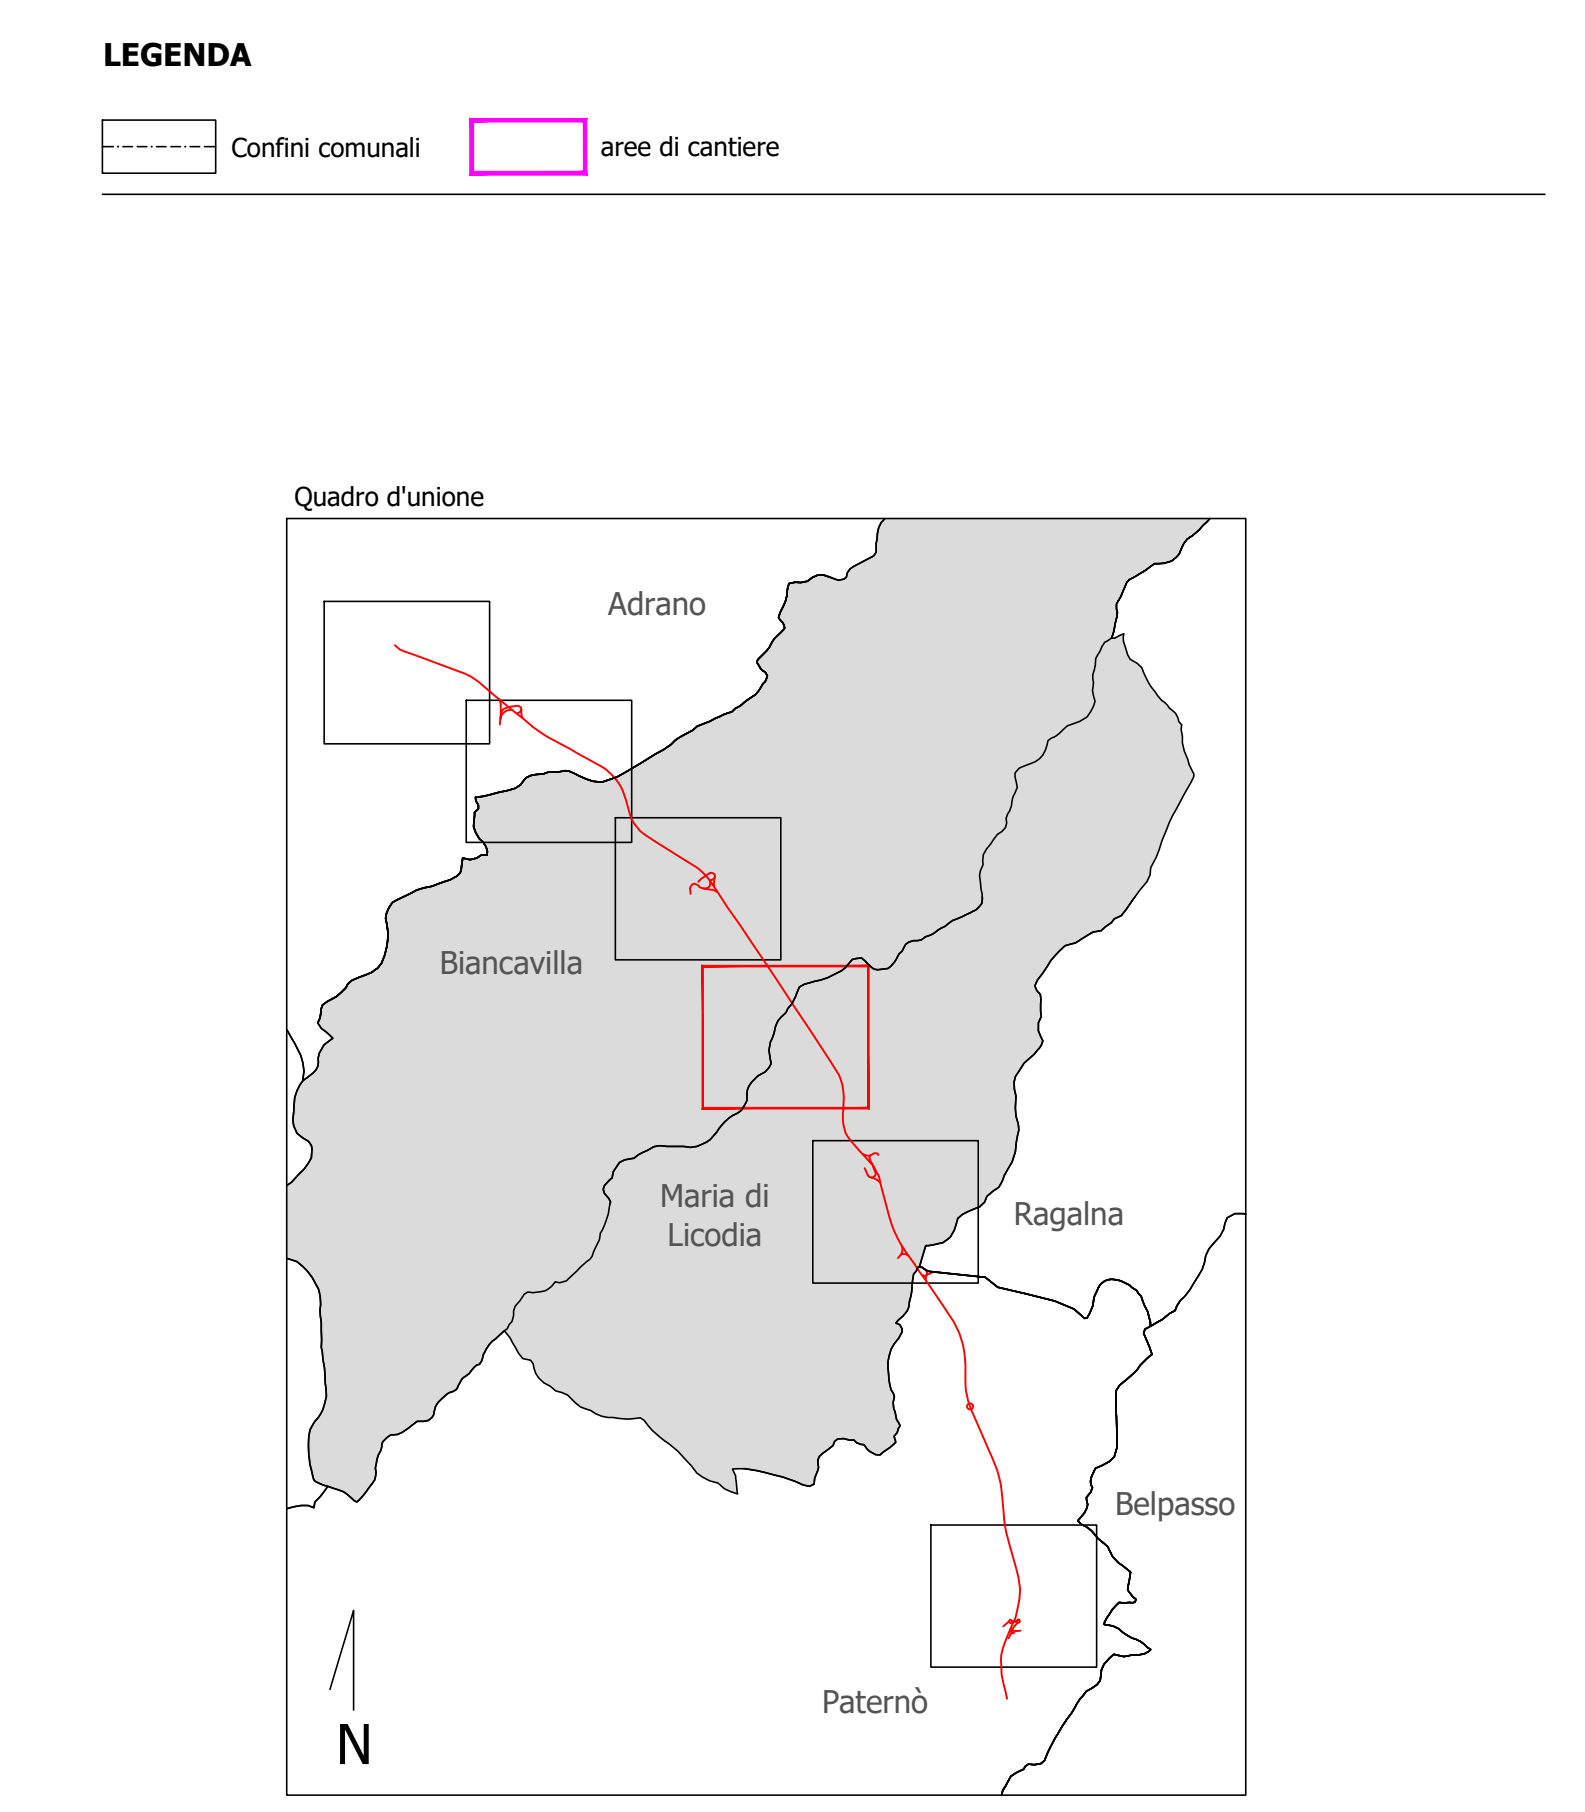 LEGENDA
Confini comunali
aree di cantiere
Quadro d'unione
Adrano
Biancavilla
Maria di
Licodia
Ragalna
Belpasso
Paternò
N